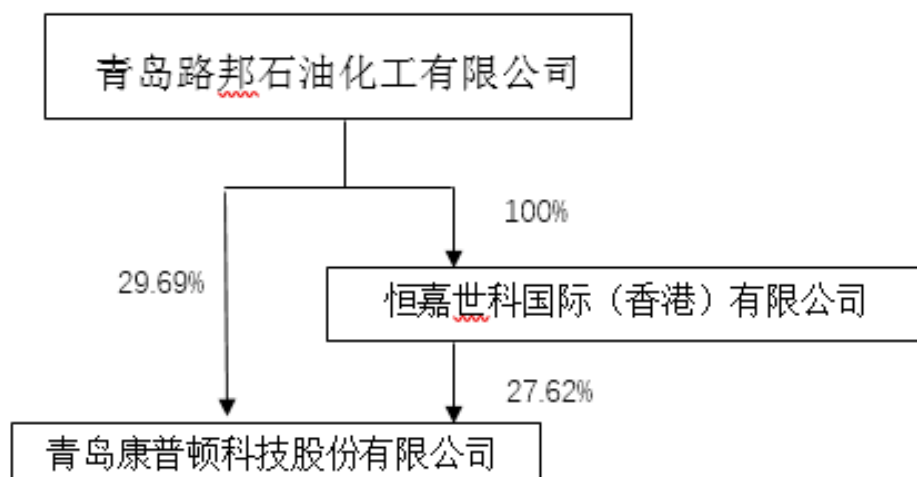 青岛路邦石油化工有限公司
100%
29.69%
恒嘉世科国际（香港）有限公司
27.62%
青岛康普顿科技股份有限公司